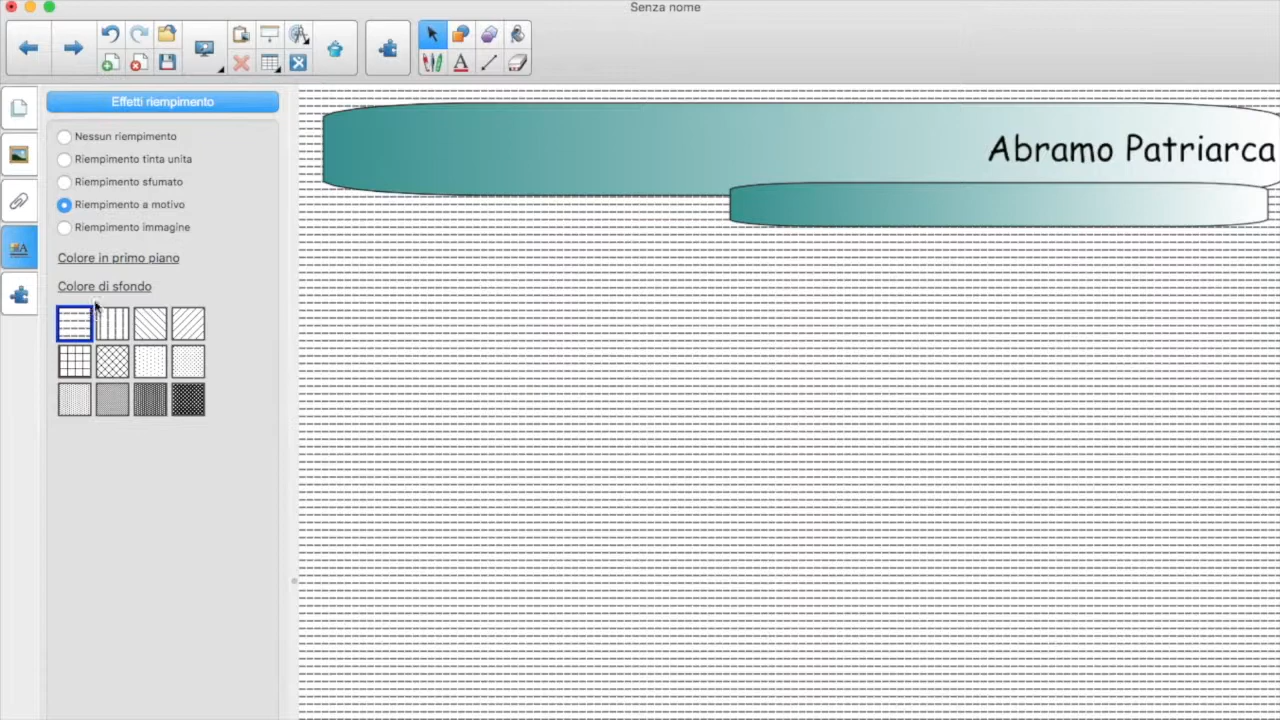 Senza nome
Effetti riempimento
Nessun riempimento
Riempimento tinta unita
Riempimento sfumato
Riempimento a motivo
Riempimento immagine
Colore in primo piano
Colore di sfondo
Abramo Patriarca